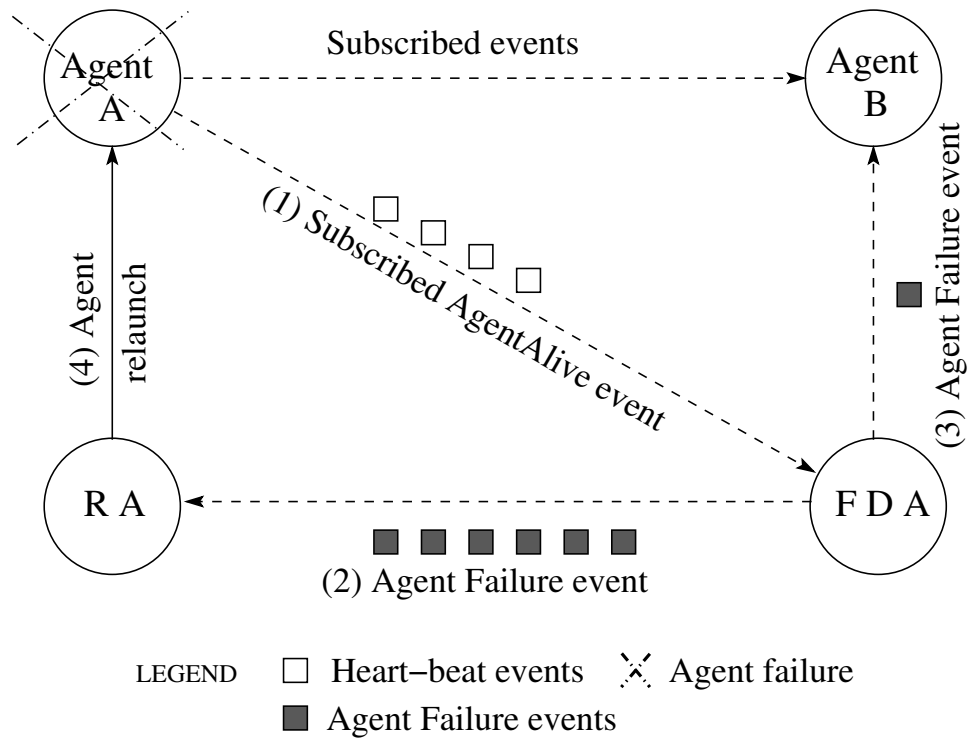 Agent
A
Subscribed events
Agent
B
(1) Subscribed AgentAlive event
(3) Agent Failure event
(4) Agent
relaunch
R A
F D A
(2) Agent Failure event
LEGEND
Heart−beat events
Agent failure
Agent Failure events